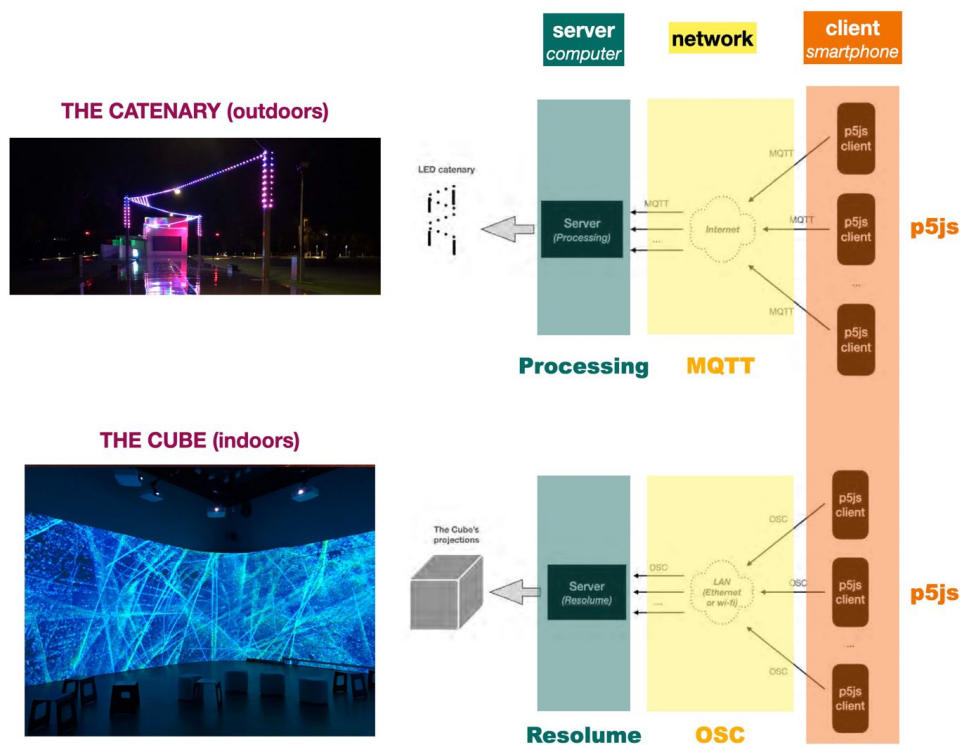 server
computer
network
client
smartphone
THE CATENARY (outdoors)
LED catenary
Server
(Processing)
MQTT
...
Internet
MQTT
MQTT
MQTT
p5js
client
p5js
client
...
p5js
client
p5js
Processing
MQTT
THE CUBE (indoors)
The Cube's
projections
Server
(Resolume)
OSC
...
LAN
(Ethernet
or wi-fi)
OSC
OSC
OSC
p5js
client
p5js
client
...
p5js
client
p5js
Resolume
OSC